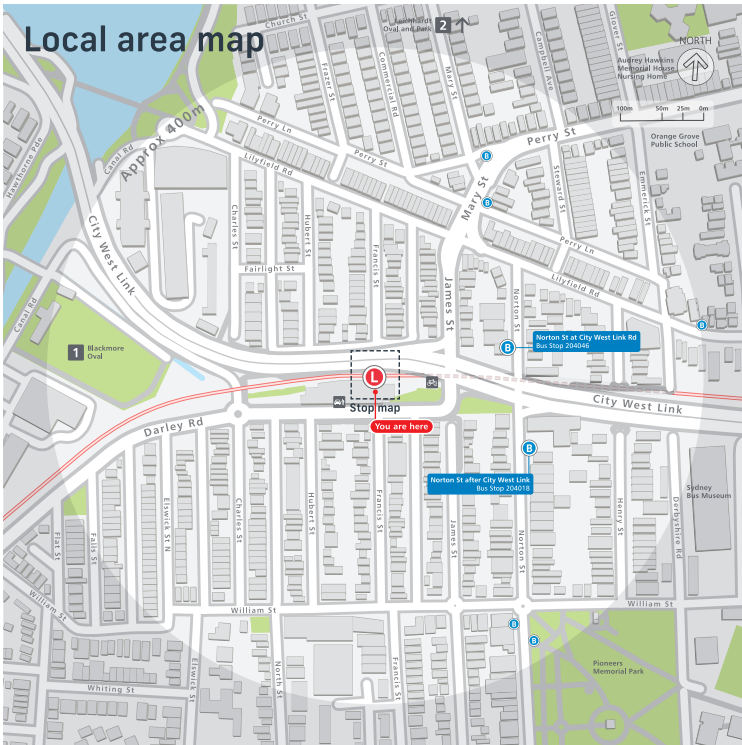 Local area map
Church St
Leichhardt
Oval and Park
2
Glover St
NORTH
Campbell Ave
Audrey Hawkins
Memorial House
Nursing Home
Frazer St
Commercial Rd
Mary St
100m 50m 25m 0m
Approx 400m
Perry Ln
Perry St
Perry St
Orange Grove
Public School
Canal Rd
Hawthorne Pde
Lilyfield Rd
B
Mary St
B
Steward St
Emmerick St
City West Link
Charles St
Hubert St
Francis St
Perry Ln
Fairlight St
James St
Lilyfield Rd
Norton St
Canal Rd
B
1
Blackmore
Oval
B
Norton St at City West Link Rd
Bus Stop 204046
L
Stop map
City West Link
You are here
Darley Rd
B
Norton St after City West Link
Bus Stop 204018
Sydney
Bus Museum
Flat St
Falls St
Elswick St N
Charles St
Hubert St
Francis St
James St
Norton St
Henry St
Derbyshire Rd
William St
William St
William St
B
B
Elswick St
North St
Francis St
Pioneers
Memorial Park
Whiting St